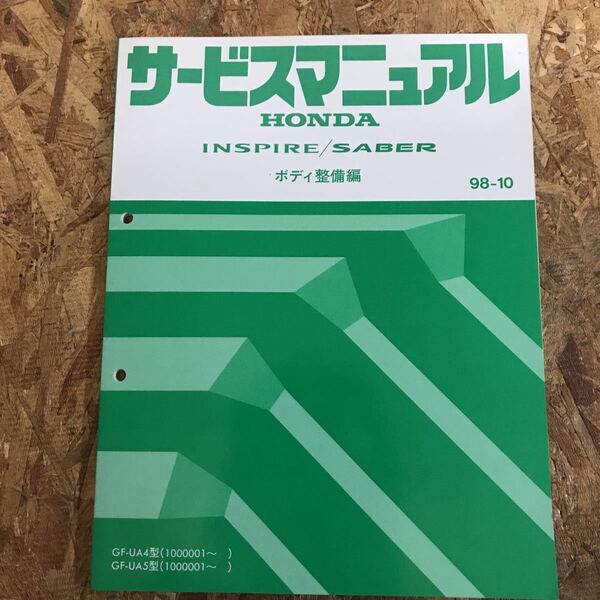 サービスマニュアル
HONDA
INSPIRE/SABER
ボディ整備編
98-10
GF-UA4型(1000001〜　)
GF-UA5型(1000001〜　)